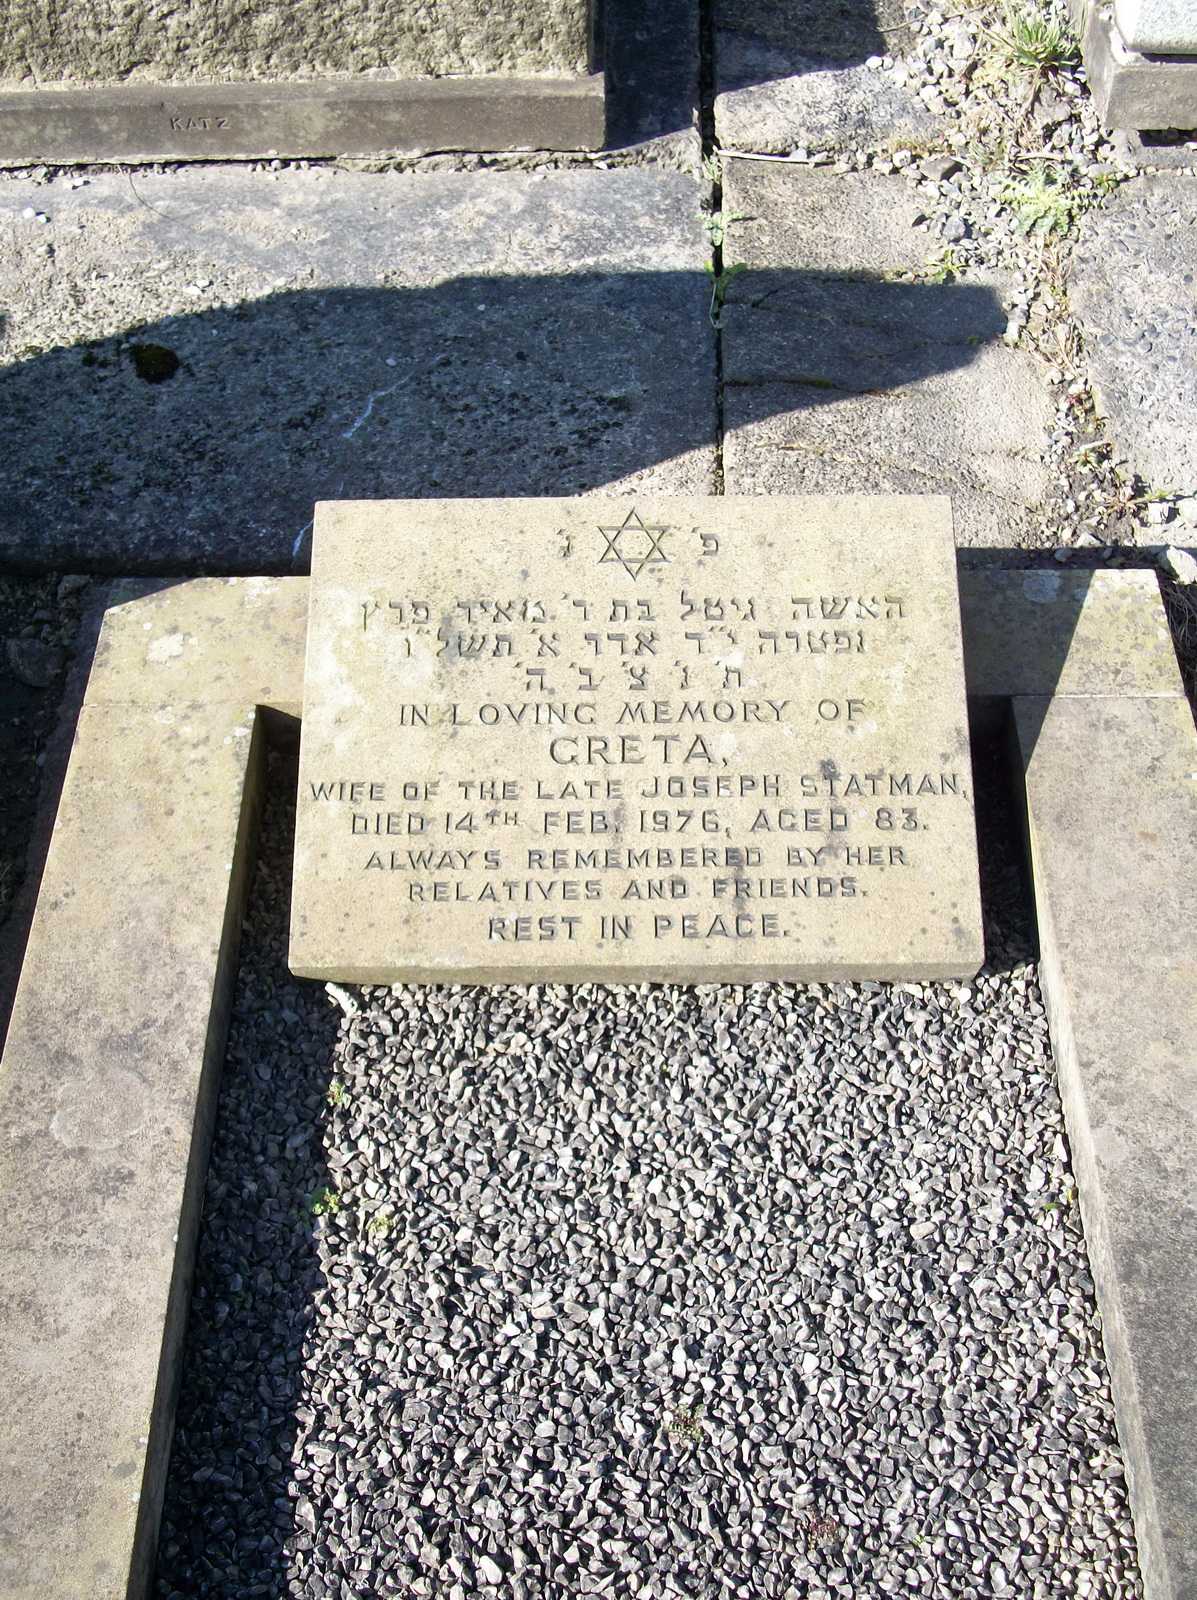 KATZ
פ׳ נ׳
האשה גיטל בת ר׳ מאיר פרץ
ופטרה י״ד אדר א׳ תשל״ו
ת׳ נ׳ צ׳ ב׳ ה׳
IN LOVING MEMORY OF
GRETA,
WIFE OF THE LATE JOSEPH STATMAN,
DIED 14TH FEB. 1976, AGED 83.
ALWAYS REMEMBERED BY HER
RELATIVES AND FRIENDS.
REST IN PEACE.